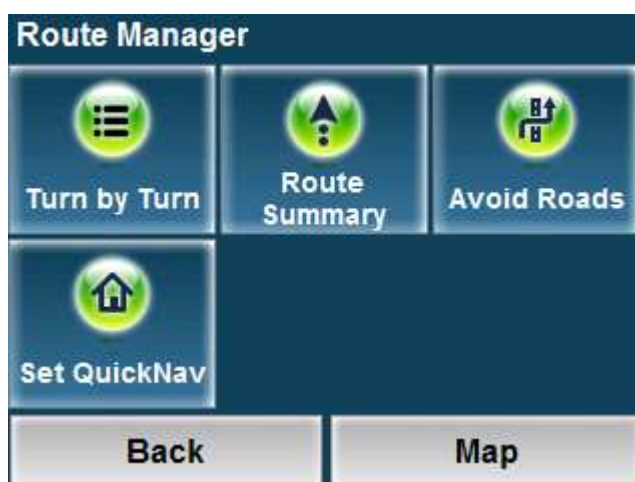 Route Manager
Turn by Turn
Route
Summary
Avoid Roads
Set QuickNav
Back
Map